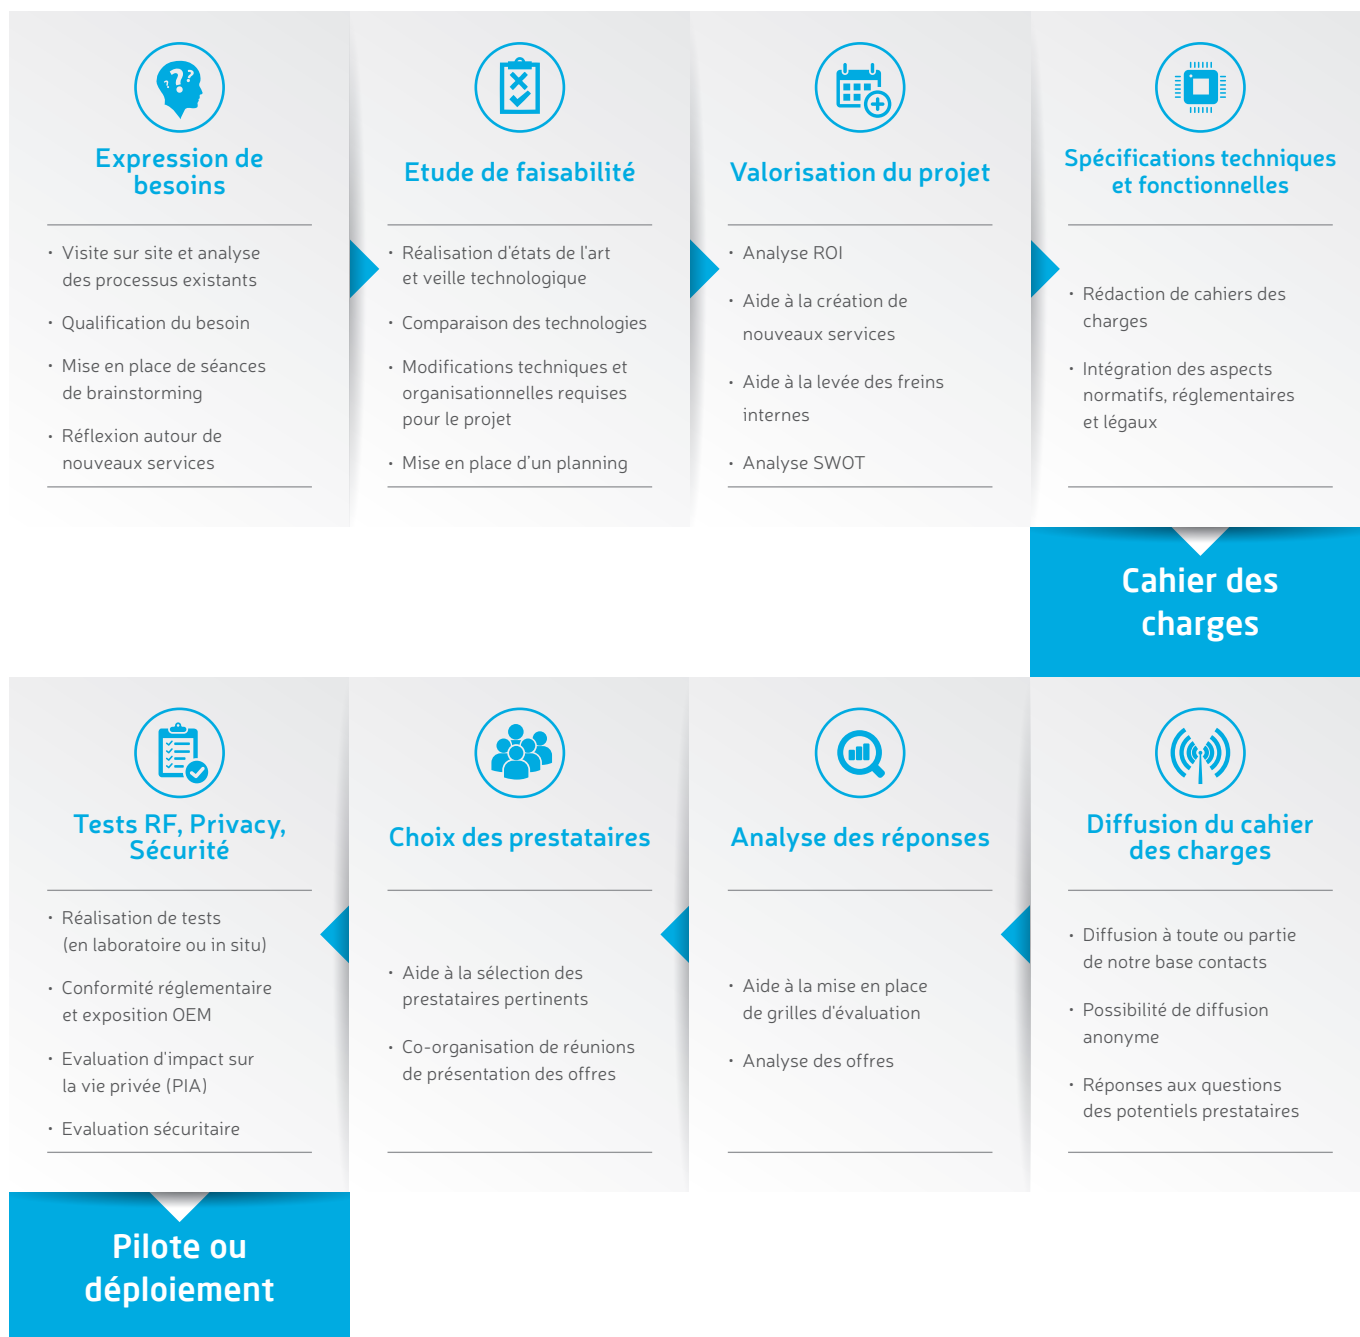 Expression de
besoins
• Visite sur site et analyse
des processus existants
• Qualification du besoin
• Mise en place de séances
de brainstorming
• Réflexion autour de
nouveaux services
Etude de faisabilité
• Réalisation d'états de l'art
et veille technologique
• Comparaison des technologies
• Modifications techniques et
organisationnelles requises
pour le projet
• Mise en place d'un planning
Valorisation du projet
• Analyse ROI
• Aide à la création de
nouveaux services
• Aide à la levée des freins
internes
• Analyse SWOT
Spécifications techniques
et fonctionnelles
• Rédaction de cahiers des
charges
• Intégration des aspects
normatifs, réglementaires
et légaux
Cahier des
charges
Diffusion du cahier
des charges
• Diffusion à toute ou partie
de notre base contacts
• Possibilité de diffusion
anonyme
• Réponses aux questions
des potentiels prestataires
Analyse des réponses
• Aide à la mise en place
de grilles d'évaluation
• Analyse des offres
Choix des prestataires
• Aide à la sélection des
prestataires pertinents
• Co-organisation de réunions
de présentation des offres
Tests RF, Privacy,
Sécurité
• Réalisation de tests
(en laboratoire ou in situ)
• Conformité réglementaire
et exposition OEM
• Evaluation d'impact sur
la vie privée (PIA)
• Evaluation sécuritaire
Pilote ou
déploiement